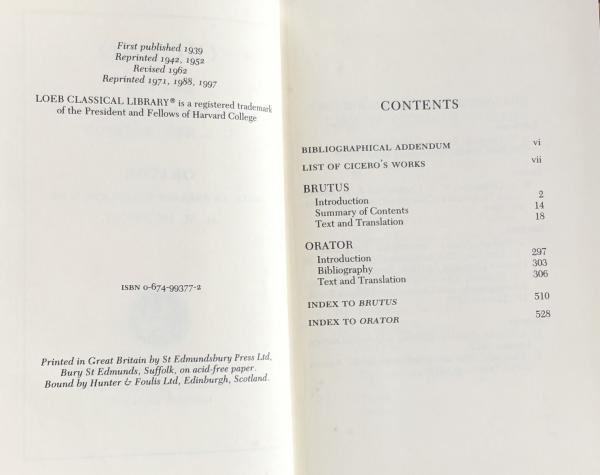 First published 1939
Reprinted 1942, 1952
Revised 1962
Reprinted 1971, 1988, 1997
LOEB CLASSICAL LIBRARY® is a registered trademark
of the President and Fellows of Harvard College
ISBN 0-674-99377-2
Printed in Great Britain by St Edmundsbury Press Ltd,
Bury St Edmunds, Suffolk, on acid-free paper.
Bound by Hunter & Foulis Ltd, Edinburgh, Scotland.
CONTENTS
BIBLIOGRAPHICAL ADDENDUM vi
LIST OF CICERO'S WORKS vii
BRUTUS
Introduction 2
Summary of Contents 14
Text and Translation 18
ORATOR
Introduction 297
Bibliography 303
Text and Translation 306
INDEX TO BRUTUS 510
INDEX TO ORATOR 528